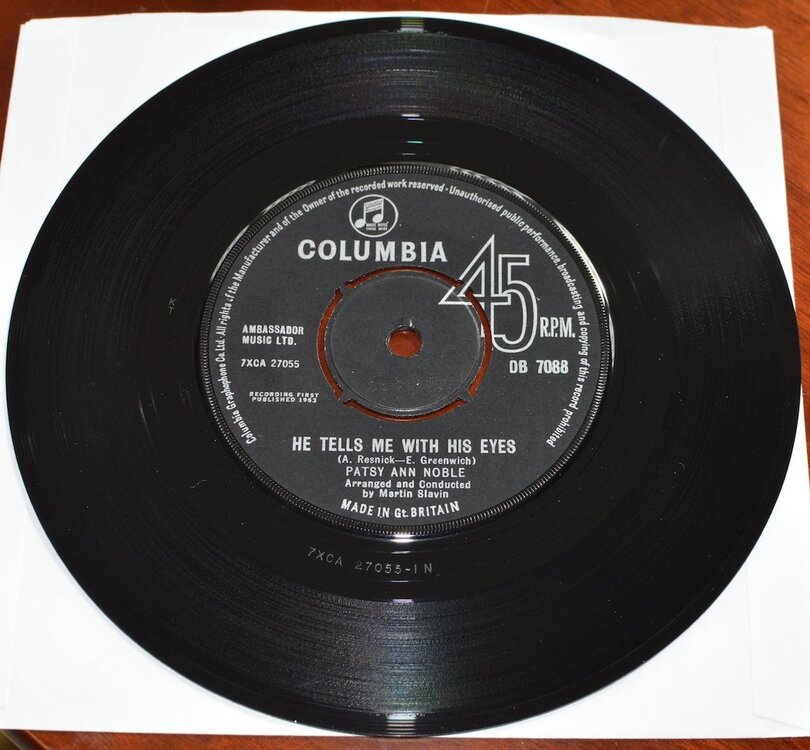 Columbia Graphophone Co. Ltd. All rights of the Manufacturer and of the Owner of the recorded work reserved - Unauthorised public performance, broadcasting and copying of this record prohibited
COLUMBIA
45
R.P.M.
AMBASSADOR
MUSIC LTD.
7XCA 27055
DB 7088
RECORDING FIRST
PUBLISHED 1963
HE TELLS ME WITH HIS EYES
(A. Resnick—E. Greenwich)
PATSY ANN NOBLE
Arranged and Conducted
by Martin Slavin
MADE IN Gt. BRITAIN
7XCA 27055-1N
KT